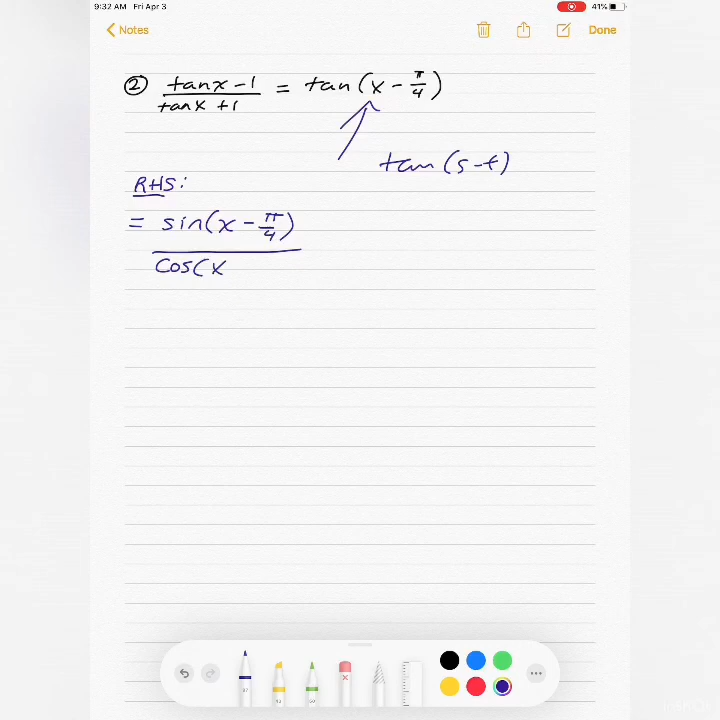 9:32 AM Fri Apr 3 41%
Notes Done
② (tanx - 1)/(tanx + 1) = tan(x - π/4)
tan(s-t)
RHS:
= sin(x - π/4)
cos(x